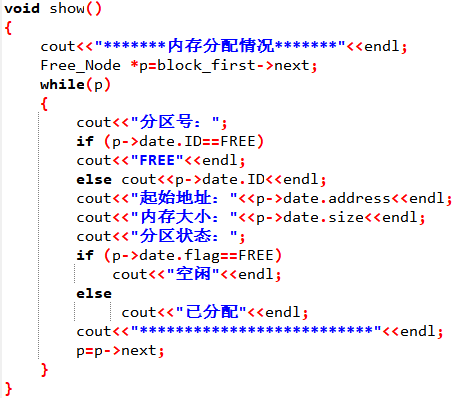 void show()
{
    cout<<"*******内存分配情况*******"<<endl;
    Free_Node *p=block_first->next;
    while(p)
    {
        cout<<"分区号：";
        if (p->date.ID==FREE)
        cout<<"FREE"<<endl;
        else cout<<p->date.ID<<endl;
        cout<<"起始地址："<<p->date.address<<endl;
        cout<<"内存大小："<<p->date.size<<endl;
        cout<<"分区状态：";
        if (p->date.flag==FREE)
            cout<<"空闲"<<endl;
        else
             cout<<"已分配"<<endl;
        cout<<"**************************"<<endl;
        p=p->next;
    }
}